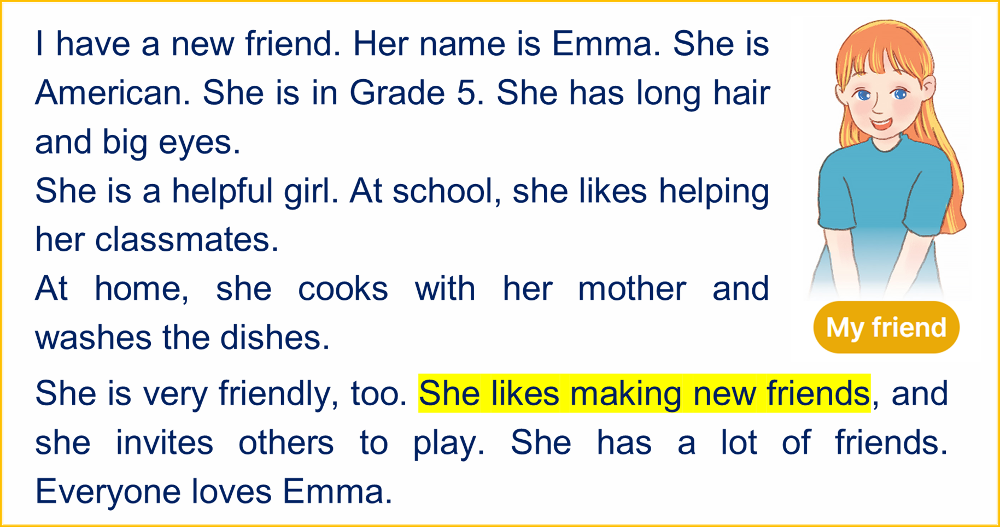 I have a new friend. Her name is Emma. She is
American. She is in Grade 5. She has long hair
and big eyes.
She is a helpful girl. At school, she likes helping
her classmates.
At home, she cooks with her mother and
washes the dishes.
My friend
She is very friendly, too. She likes making new friends, and
she invites others to play. She has a lot of friends.
Everyone loves Emma.